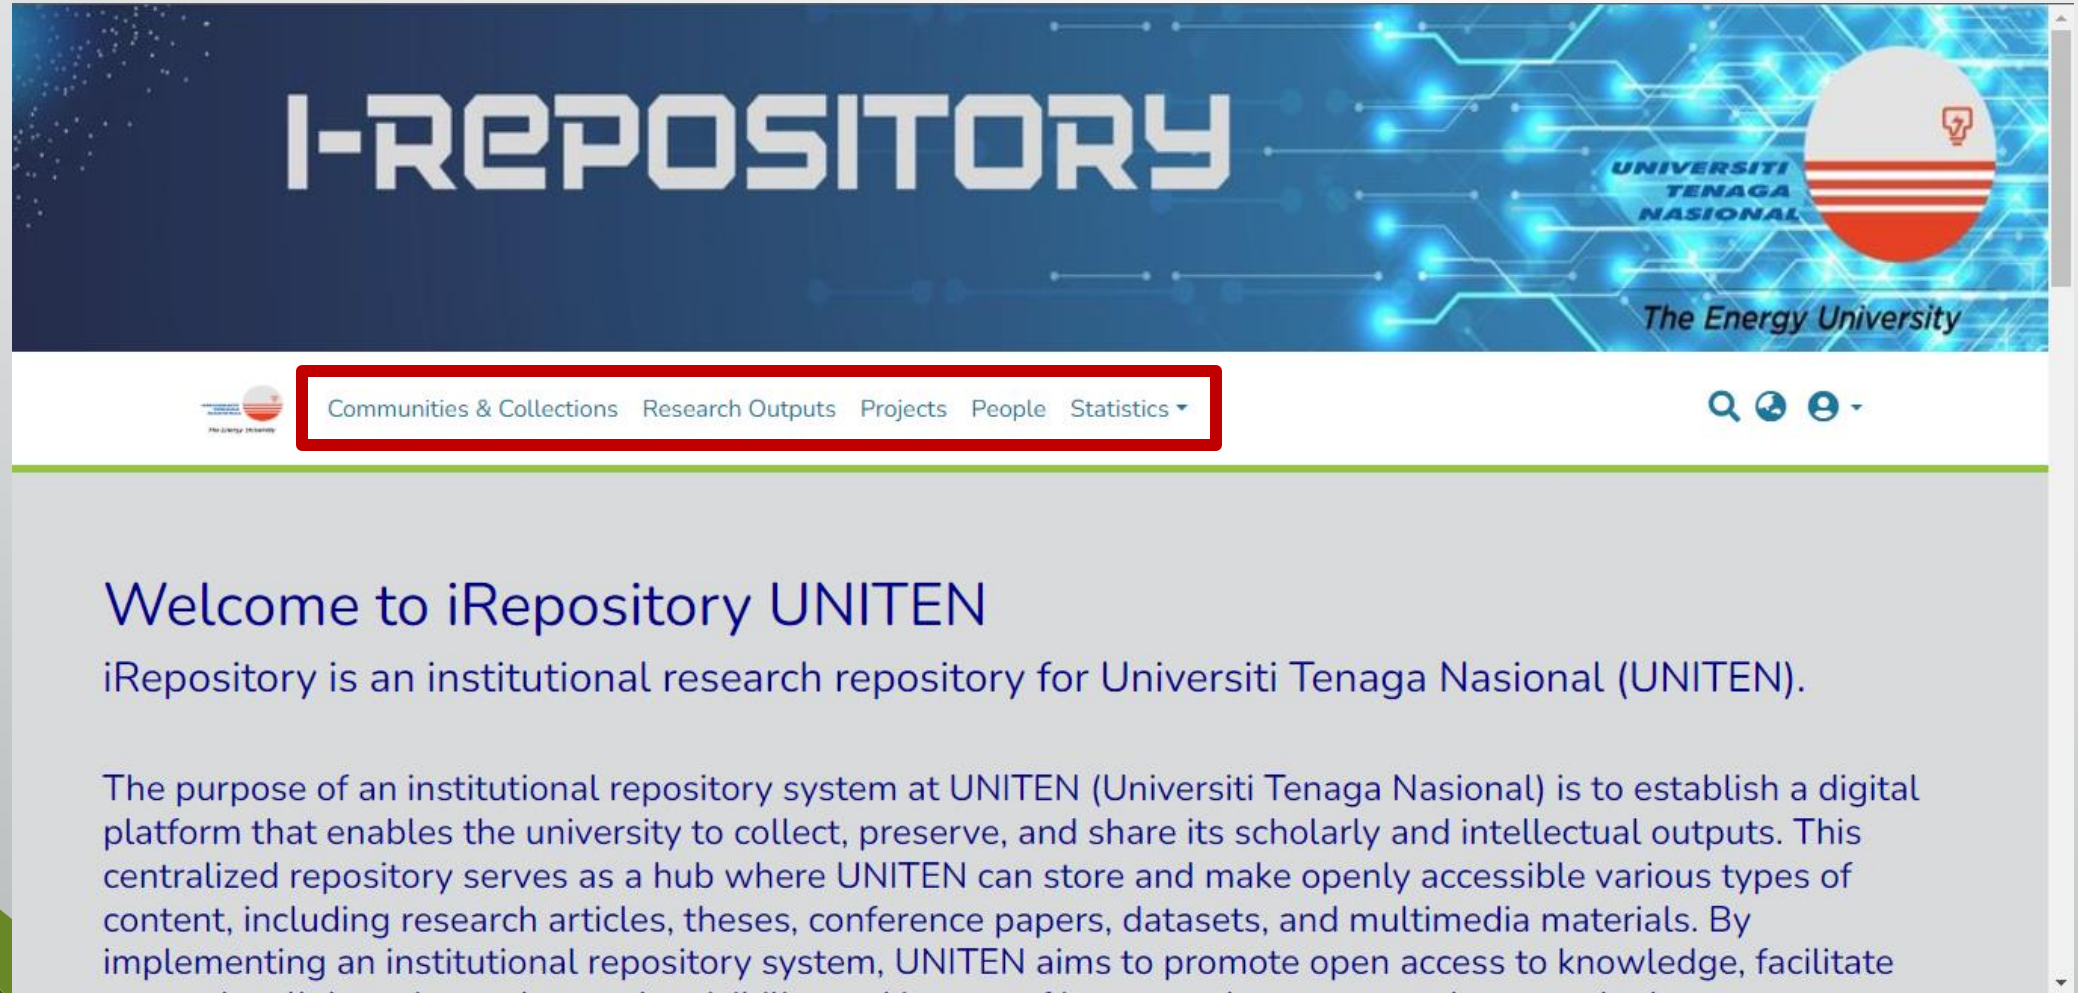 I-REPOSITORY
UNIVERSITI
TENAGA
NASIONAL
The Energy University
The Energy University
Communities & Collections Research Outputs Projects People Statistics
Welcome to iRepository UNITEN
iRepository is an institutional research repository for Universiti Tenaga Nasional (UNITEN).
The purpose of an institutional repository system at UNITEN (Universiti Tenaga Nasional) is to establish a digital
platform that enables the university to collect, preserve, and share its scholarly and intellectual outputs. This
centralized repository serves as a hub where UNITEN can store and make openly accessible various types of
content, including research articles, theses, conference papers, datasets, and multimedia materials. By
implementing an institutional repository system, UNITEN aims to promote open access to knowledge, facilitate